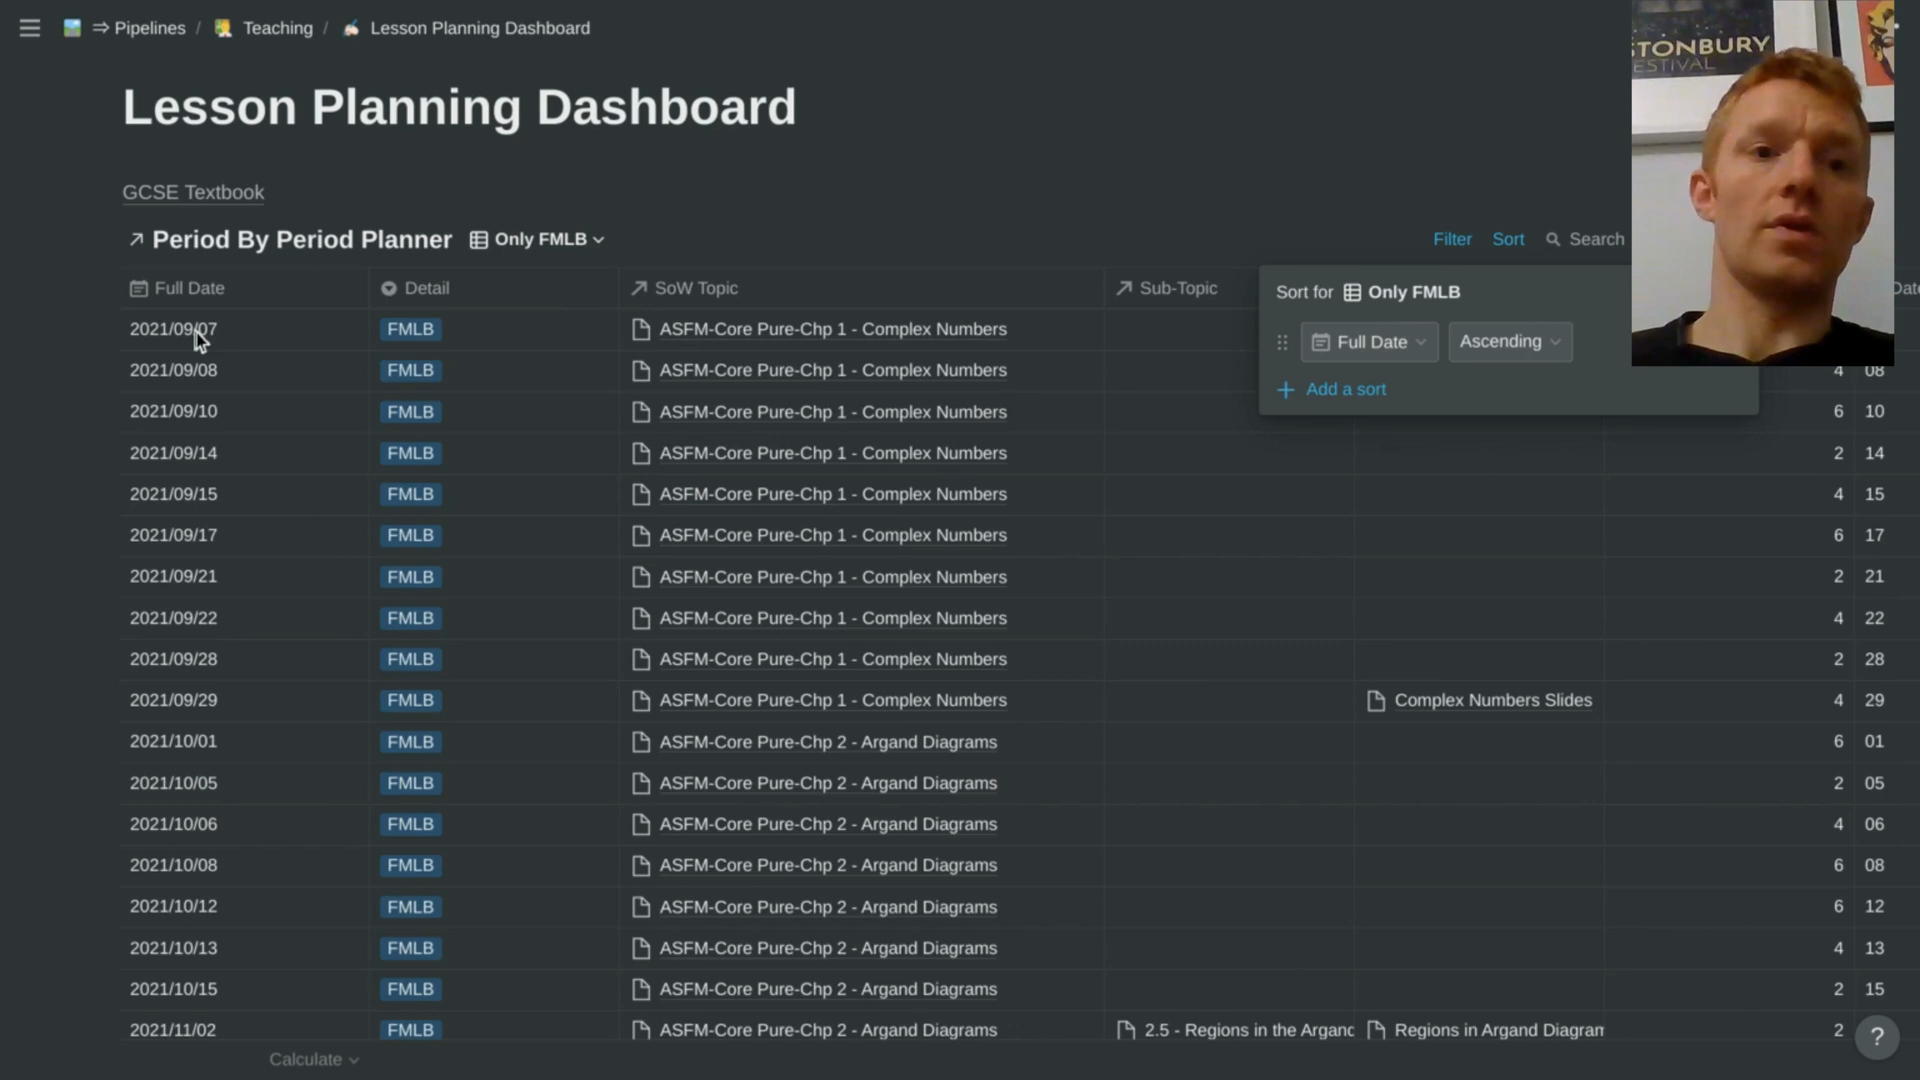 ⇒ Pipelines / Teaching / Lesson Planning Dashboard
TONBURY
ESTIVAL
Lesson Planning Dashboard
GCSE Textbook
Period By Period Planner Only FMLB
Filter Sort Search
Full Date Detail SoW Topic Sub-Topic
Sort for Only FMLB
Full Date Ascending
+ Add a sort
2021/09/07 FMLB ASFM-Core Pure-Chp 1 - Complex Numbers
2021/09/08 FMLB ASFM-Core Pure-Chp 1 - Complex Numbers 4 08
2021/09/10 FMLB ASFM-Core Pure-Chp 1 - Complex Numbers 6 10
2021/09/14 FMLB ASFM-Core Pure-Chp 1 - Complex Numbers 2 14
2021/09/15 FMLB ASFM-Core Pure-Chp 1 - Complex Numbers 4 15
2021/09/17 FMLB ASFM-Core Pure-Chp 1 - Complex Numbers 6 17
2021/09/21 FMLB ASFM-Core Pure-Chp 1 - Complex Numbers 2 21
2021/09/22 FMLB ASFM-Core Pure-Chp 1 - Complex Numbers 4 22
2021/09/28 FMLB ASFM-Core Pure-Chp 1 - Complex Numbers 2 28
2021/09/29 FMLB ASFM-Core Pure-Chp 1 - Complex Numbers Complex Numbers Slides 4 29
2021/10/01 FMLB ASFM-Core Pure-Chp 2 - Argand Diagrams 6 01
2021/10/05 FMLB ASFM-Core Pure-Chp 2 - Argand Diagrams 2 05
2021/10/06 FMLB ASFM-Core Pure-Chp 2 - Argand Diagrams 4 06
2021/10/08 FMLB ASFM-Core Pure-Chp 2 - Argand Diagrams 6 08
2021/10/12 FMLB ASFM-Core Pure-Chp 2 - Argand Diagrams 6 12
2021/10/13 FMLB ASFM-Core Pure-Chp 2 - Argand Diagrams 4 13
2021/10/15 FMLB ASFM-Core Pure-Chp 2 - Argand Diagrams 2 15
2021/11/02 FMLB ASFM-Core Pure-Chp 2 - Argand Diagrams 2.5 - Regions in the Argand Regions in Argand Diagram 2
Calculate
?